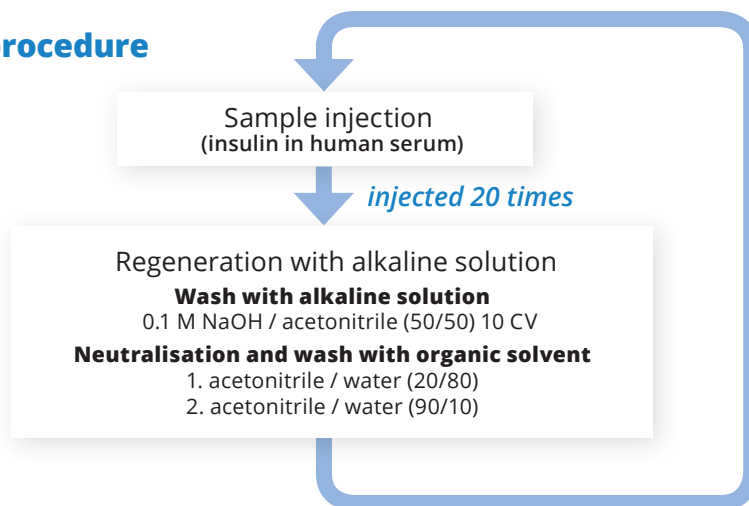 procedure
Sample injection
(insulin in human serum)
injected 20 times
Regeneration with alkaline solution
Wash with alkaline solution
0.1 M NaOH / acetonitrile (50/50) 10 CV
Neutralisation and wash with organic solvent
1. acetonitrile / water (20/80)
2. acetonitrile / water (90/10)